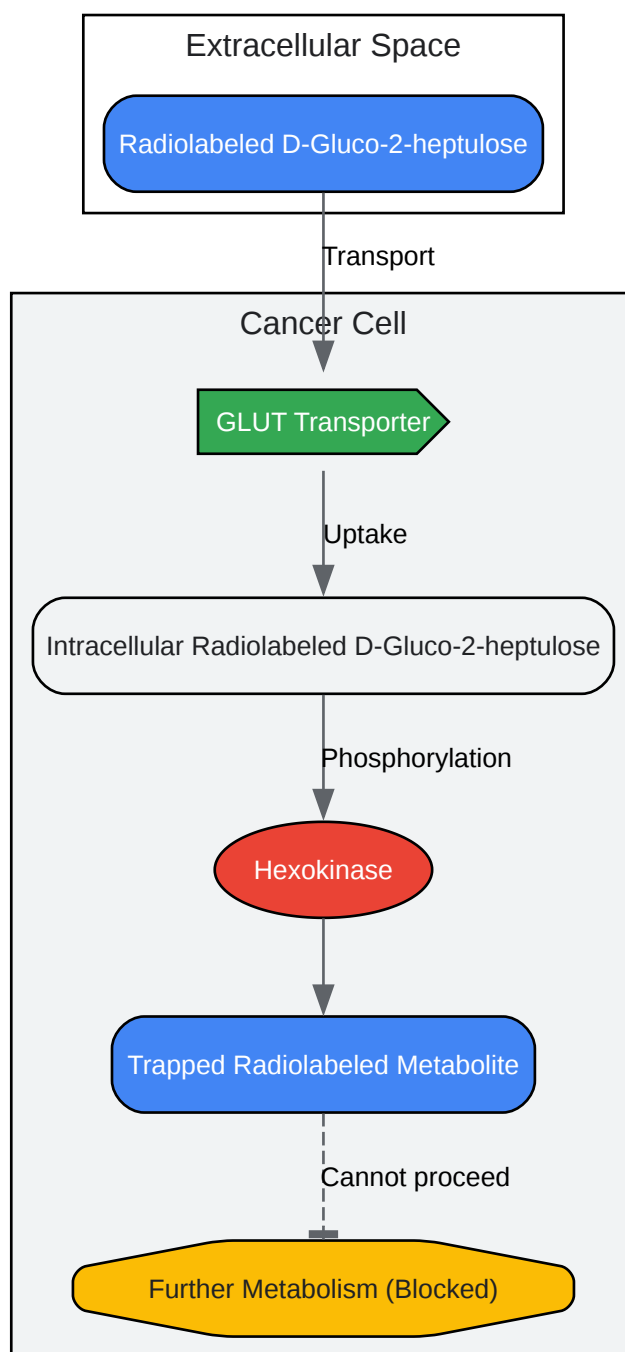 Extracellular Space
Radiolabeled D-Gluco-2-heptulose
Transport
Cancer Cell
GLUT Transporter
Uptake
Intracellular Radiolabeled D-Gluco-2-heptulose
Phosphorylation
Hexokinase
Trapped Radiolabeled Metabolite
Cannot proceed
Further Metabolism (Blocked)